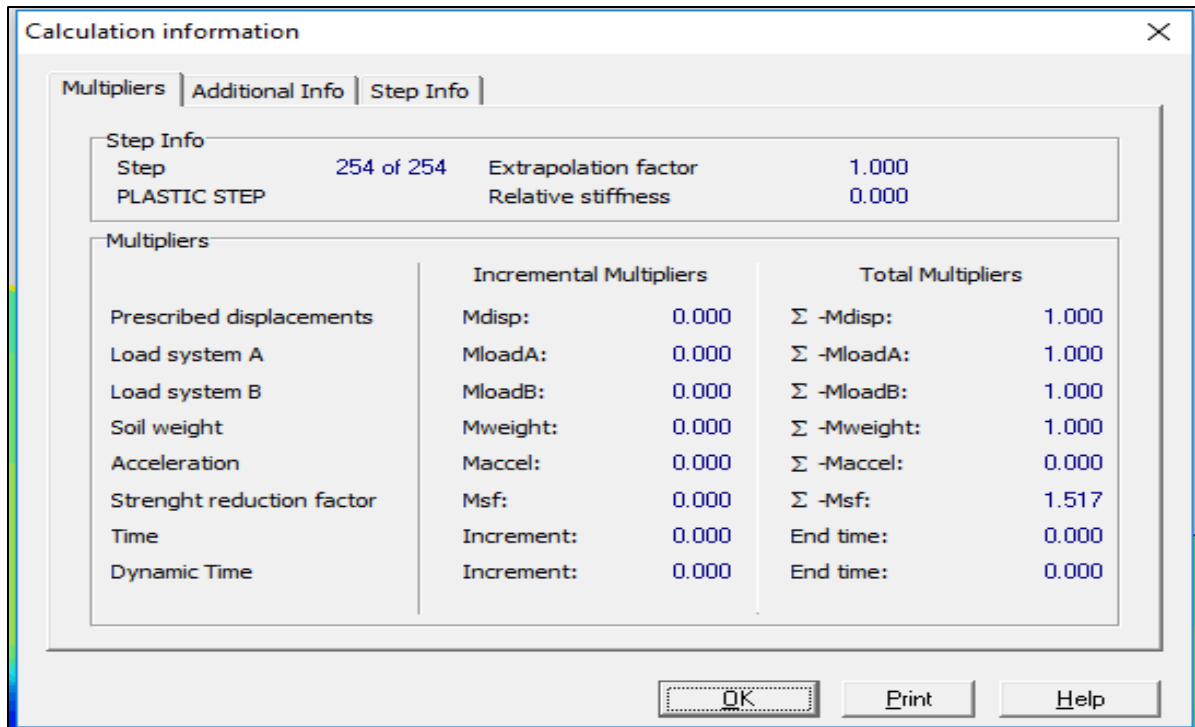 Calculation information
Multipliers Additional Info Step Info
Step Info
Step 254 of 254 Extrapolation factor 1.000
PLASTIC STEP Relative stiffness 0.000
Multipliers
Incremental Multipliers Total Multipliers
Prescribed displacements Mdisp: 0.000 Σ -Mdisp: 1.000
Load system A MloadA: 0.000 Σ -MloadA: 1.000
Load system B MloadB: 0.000 Σ -MloadB: 1.000
Soil weight Mweight: 0.000 Σ -Mweight: 1.000
Acceleration Maccel: 0.000 Σ -Maccel: 0.000
Strenght reduction factor Msf: 0.000 Σ -Msf: 1.517
Time Increment: 0.000 End time: 0.000
Dynamic Time Increment: 0.000 End time: 0.000
OK Print Help